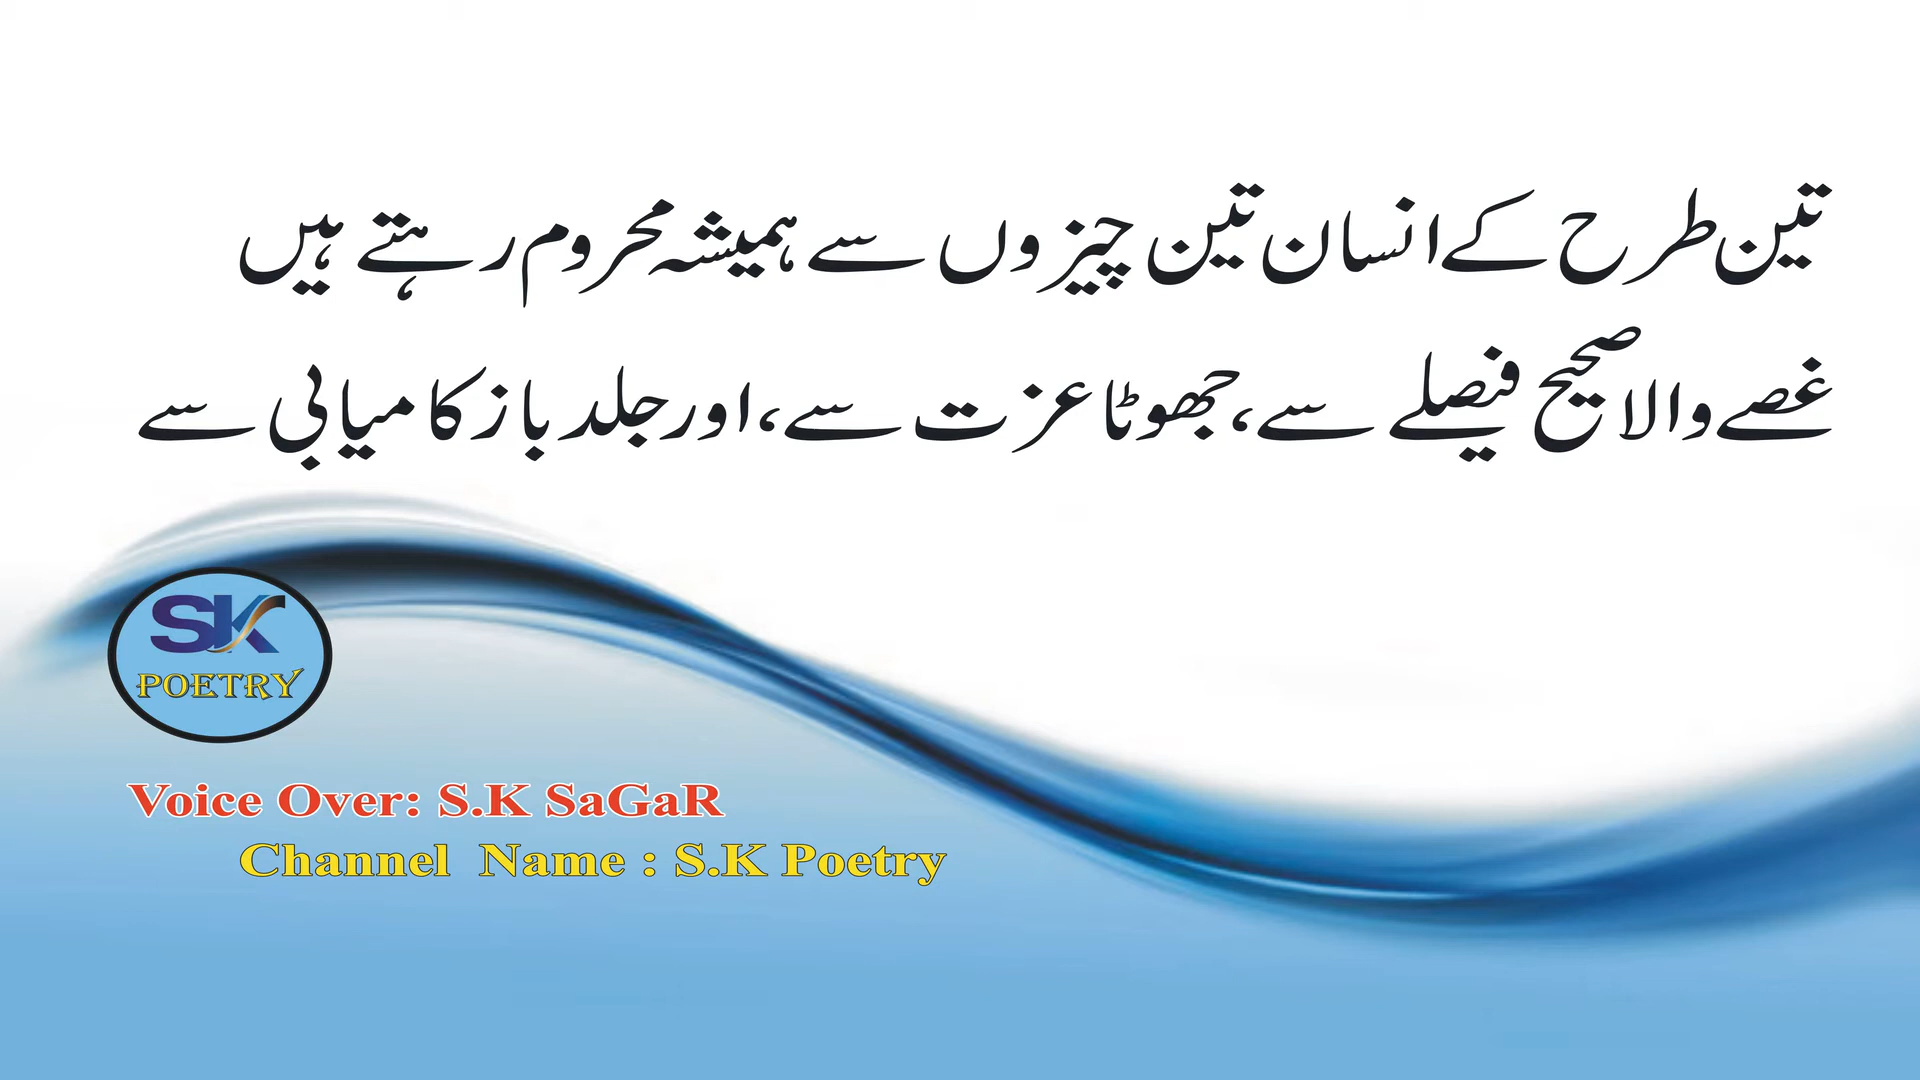 تین طرح کے انسان تین چیزوں سے ہمیشہ محروم رہتے ہیں
غصے والا صحیح فیصلے سے، جھوٹا عزت سے، اور جلد باز کامیابی سے
SK
POETRY
Voice Over: S.K SaGaR
Channel Name : S.K Poetry